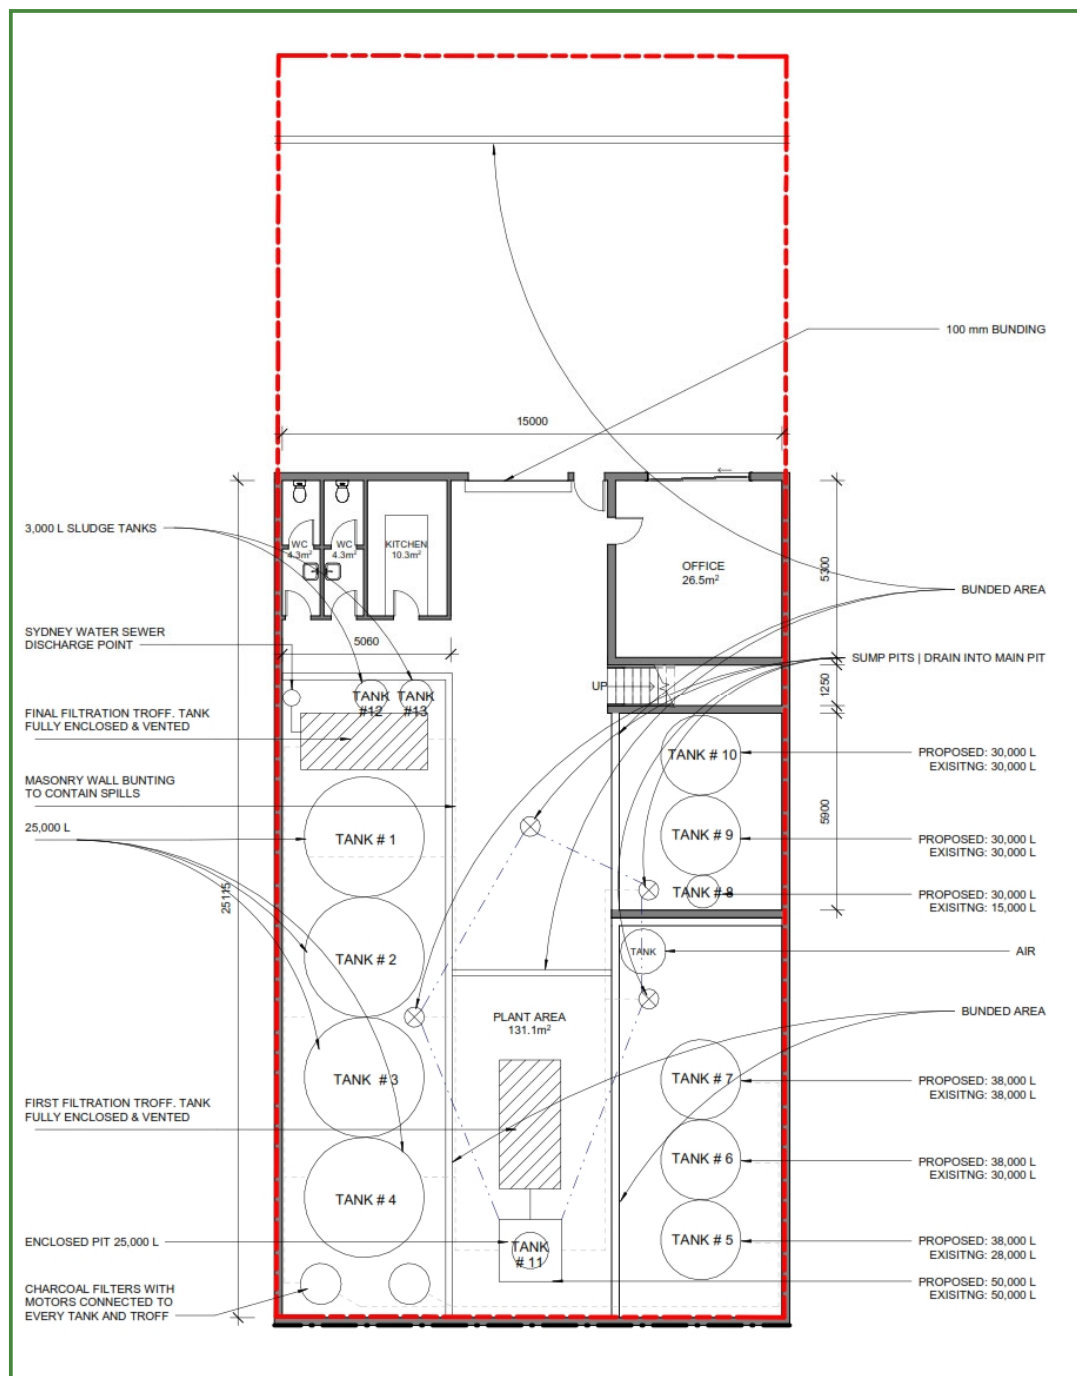 100 mm BUNDING
15000
3,000 L SLUDGE TANKS
WC
4.3m²
WC
4.3m²
KITCHEN
10.3m²
OFFICE
26.5m²
5300
BUNDED AREA
SYDNEY WATER SEWER
DISCHARGE POINT
5060
SUMP PITS | DRAIN INTO MAIN PIT
UP
1250
TANK
#12
TANK
#13
FINAL FILTRATION TROFF. TANK
FULLY ENCLOSED & VENTED
TANK # 10
PROPOSED: 30,000 L
EXISITNG: 30,000 L
MASONRY WALL BUNTING
TO CONTAIN SPILLS
5900
25,000 L
TANK # 1
TANK # 9
PROPOSED: 30,000 L
EXISITNG: 30,000 L
25115
TANK # 8
PROPOSED: 30,000 L
EXISITNG: 15,000 L
TANK # 2
TANK
AIR
PLANT AREA
131.1m²
BUNDED AREA
TANK # 3
TANK # 7
PROPOSED: 38,000 L
EXISITNG: 38,000 L
FIRST FILTRATION TROFF. TANK
FULLY ENCLOSED & VENTED
TANK # 6
PROPOSED: 38,000 L
EXISITNG: 30,000 L
TANK # 4
ENCLOSED PIT 25,000 L
TANK
# 11
TANK # 5
PROPOSED: 38,000 L
EXISITNG: 28,000 L
PROPOSED: 50,000 L
EXISITNG: 50,000 L
CHARCOAL FILTERS WITH
MOTORS CONNECTED TO
EVERY TANK AND TROFF